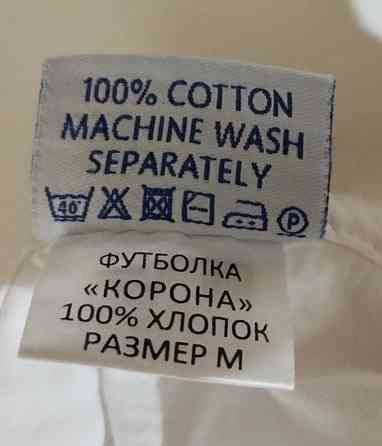 100% COTTON
MACHINE WASH
SEPARATELY
40° P
ФУТБОЛКА
«КОРОНА»
100% ХЛОПОК
РАЗМЕР M